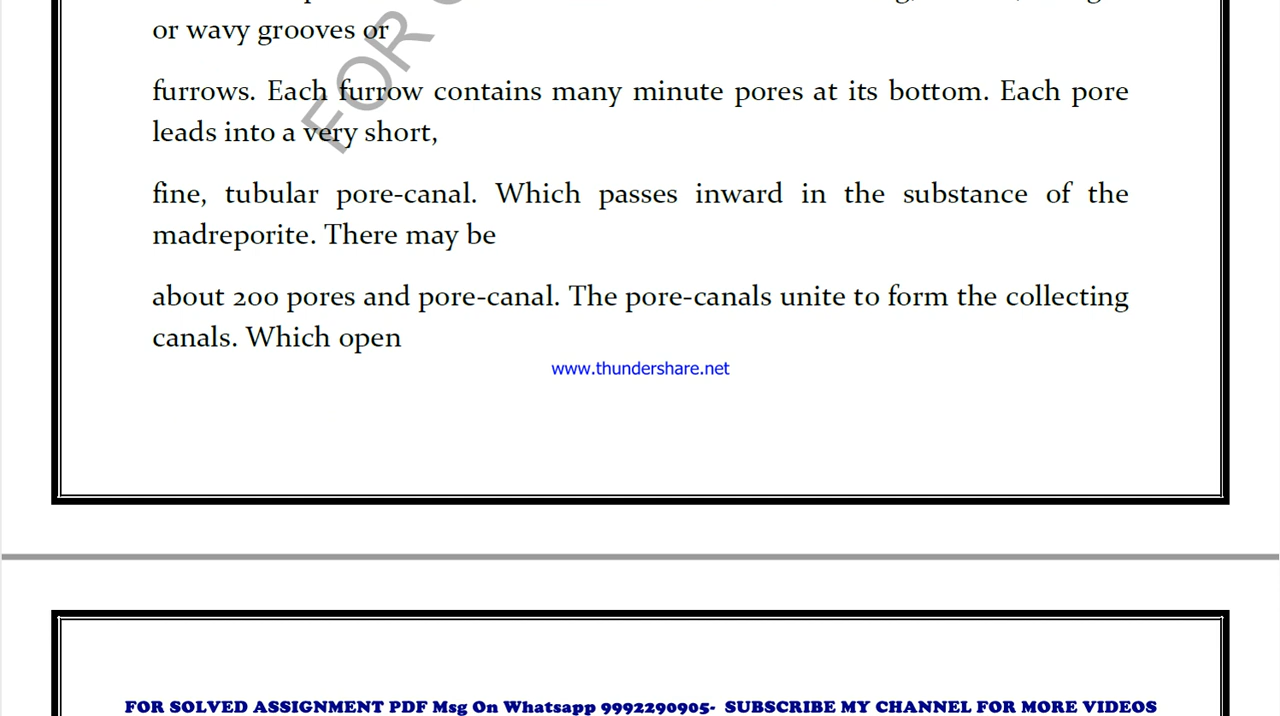 or wavy grooves or
furrows. Each furrow contains many minute pores at its bottom. Each pore
leads into a very short,
fine, tubular pore-canal. Which passes inward in the substance of the
madreporite. There may be
about 200 pores and pore-canal. The pore-canals unite to form the collecting
canals. Which open
www.thundershare.net
FOR SOLVED ASSIGNMENT PDF Msg On Whatsapp 9992290905- SUBSCRIBE MY CHANNEL FOR MORE VIDEOS
FOR